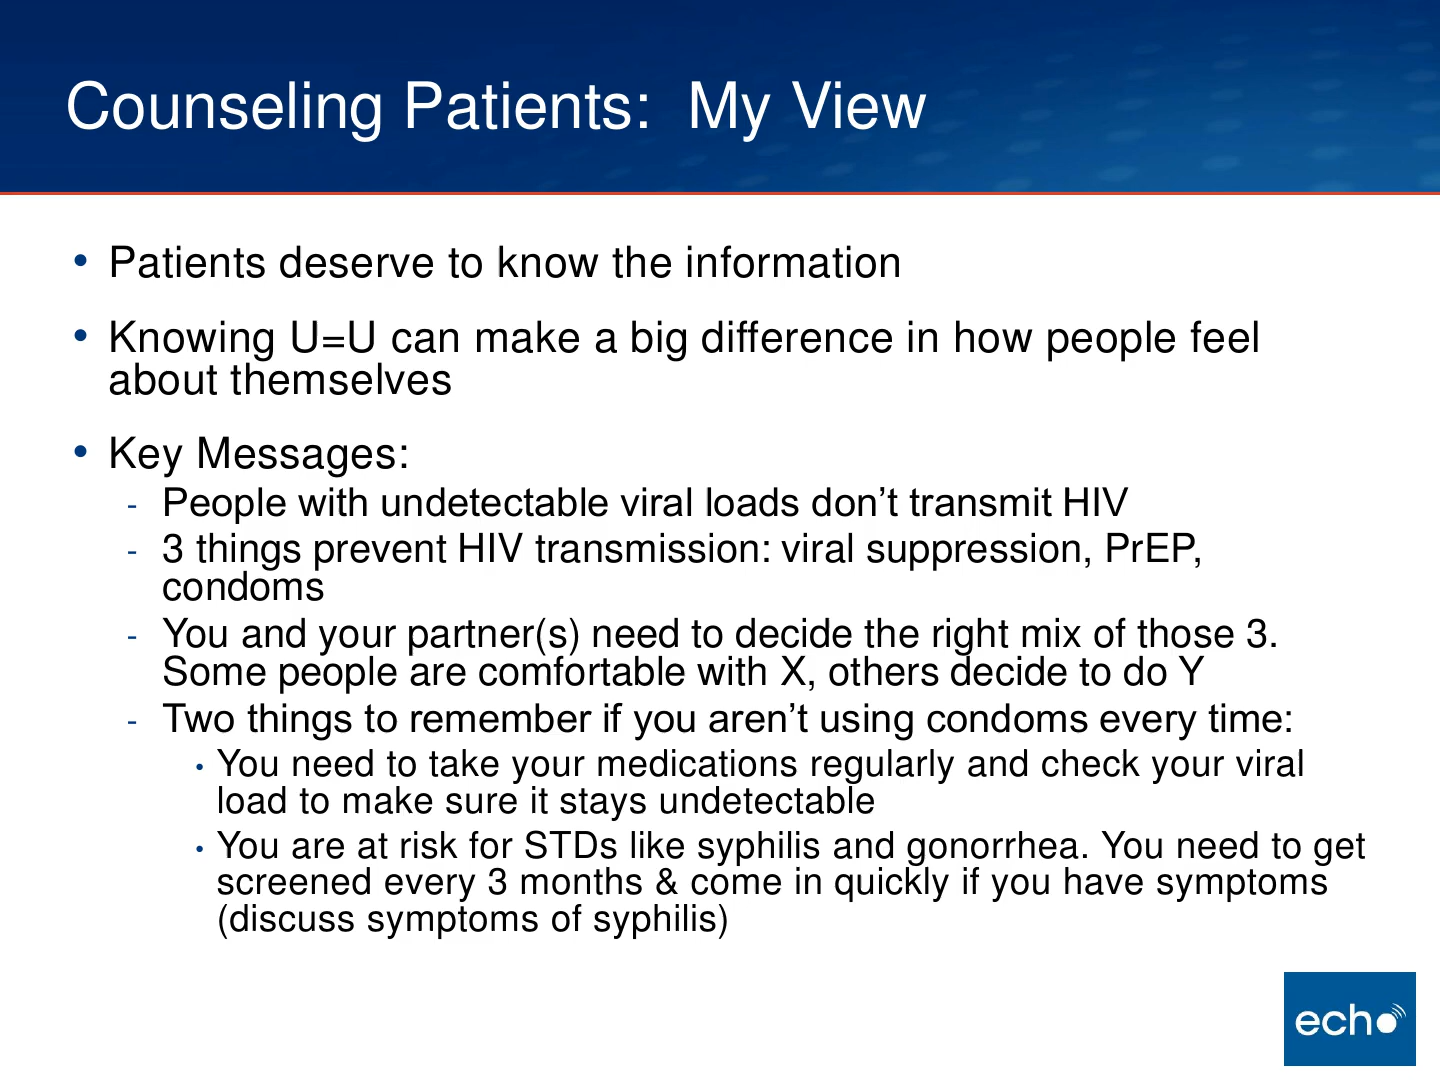 Counseling Patients:  My View
• Patients deserve to know the information
• Knowing U=U can make a big difference in how people feel
about themselves
• Key Messages:
- People with undetectable viral loads don’t transmit HIV
- 3 things prevent HIV transmission: viral suppression, PrEP,
condoms
- You and your partner(s) need to decide the right mix of those 3.
Some people are comfortable with X, others decide to do Y
- Two things to remember if you aren’t using condoms every time:
• You need to take your medications regularly and check your viral
load to make sure it stays undetectable
• You are at risk for STDs like syphilis and gonorrhea. You need to get
screened every 3 months & come in quickly if you have symptoms
(discuss symptoms of syphilis)
echo